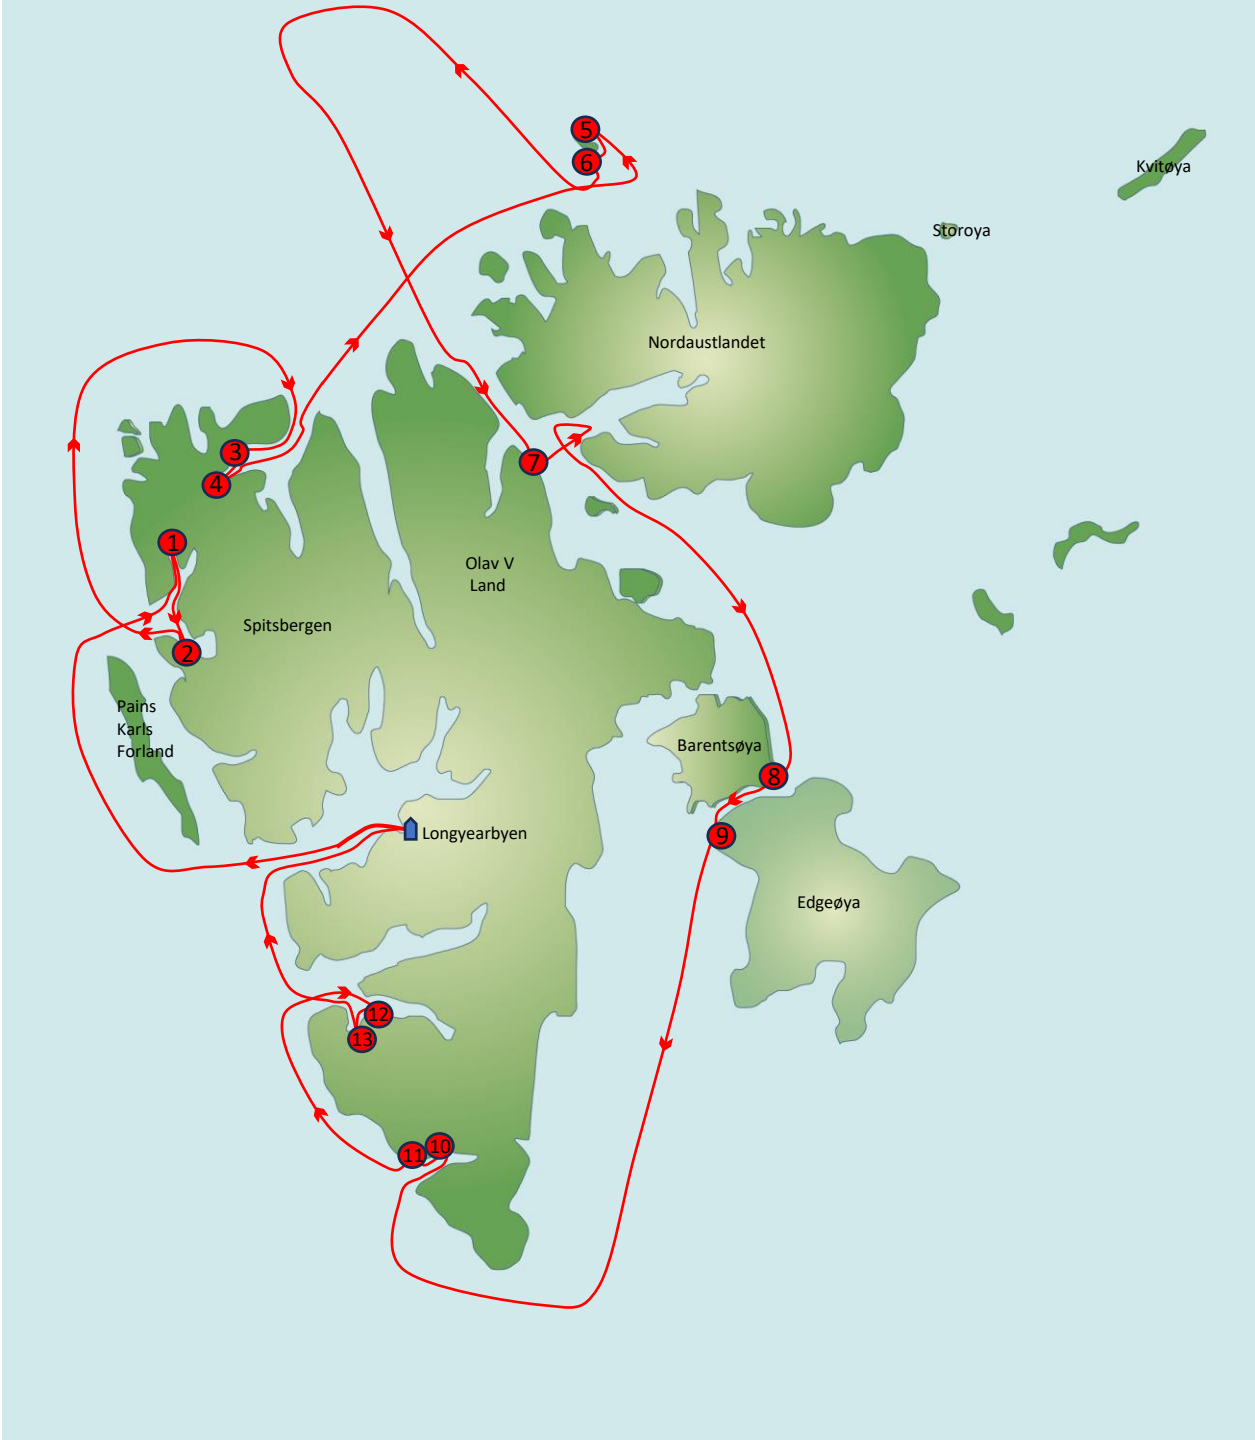 5
6
Kvitøya
Storoya
Nordaustlandet
3
7
4
1
Olav V
Land
Spitsbergen
2
Pains
Karls
Forland
Barentsøya
8
Longyearbyen
9
Edgeøya
12
13
10
11